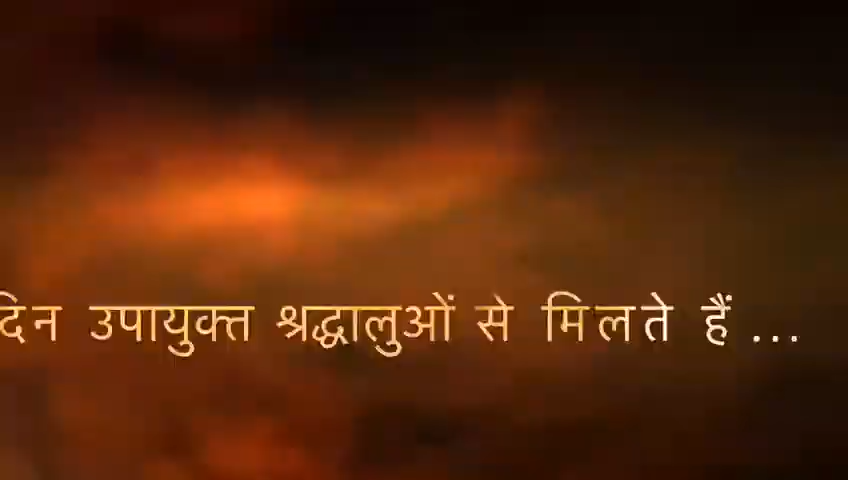 दिन उपायुक्त श्रद्धालुओं से मिलते हैं ...